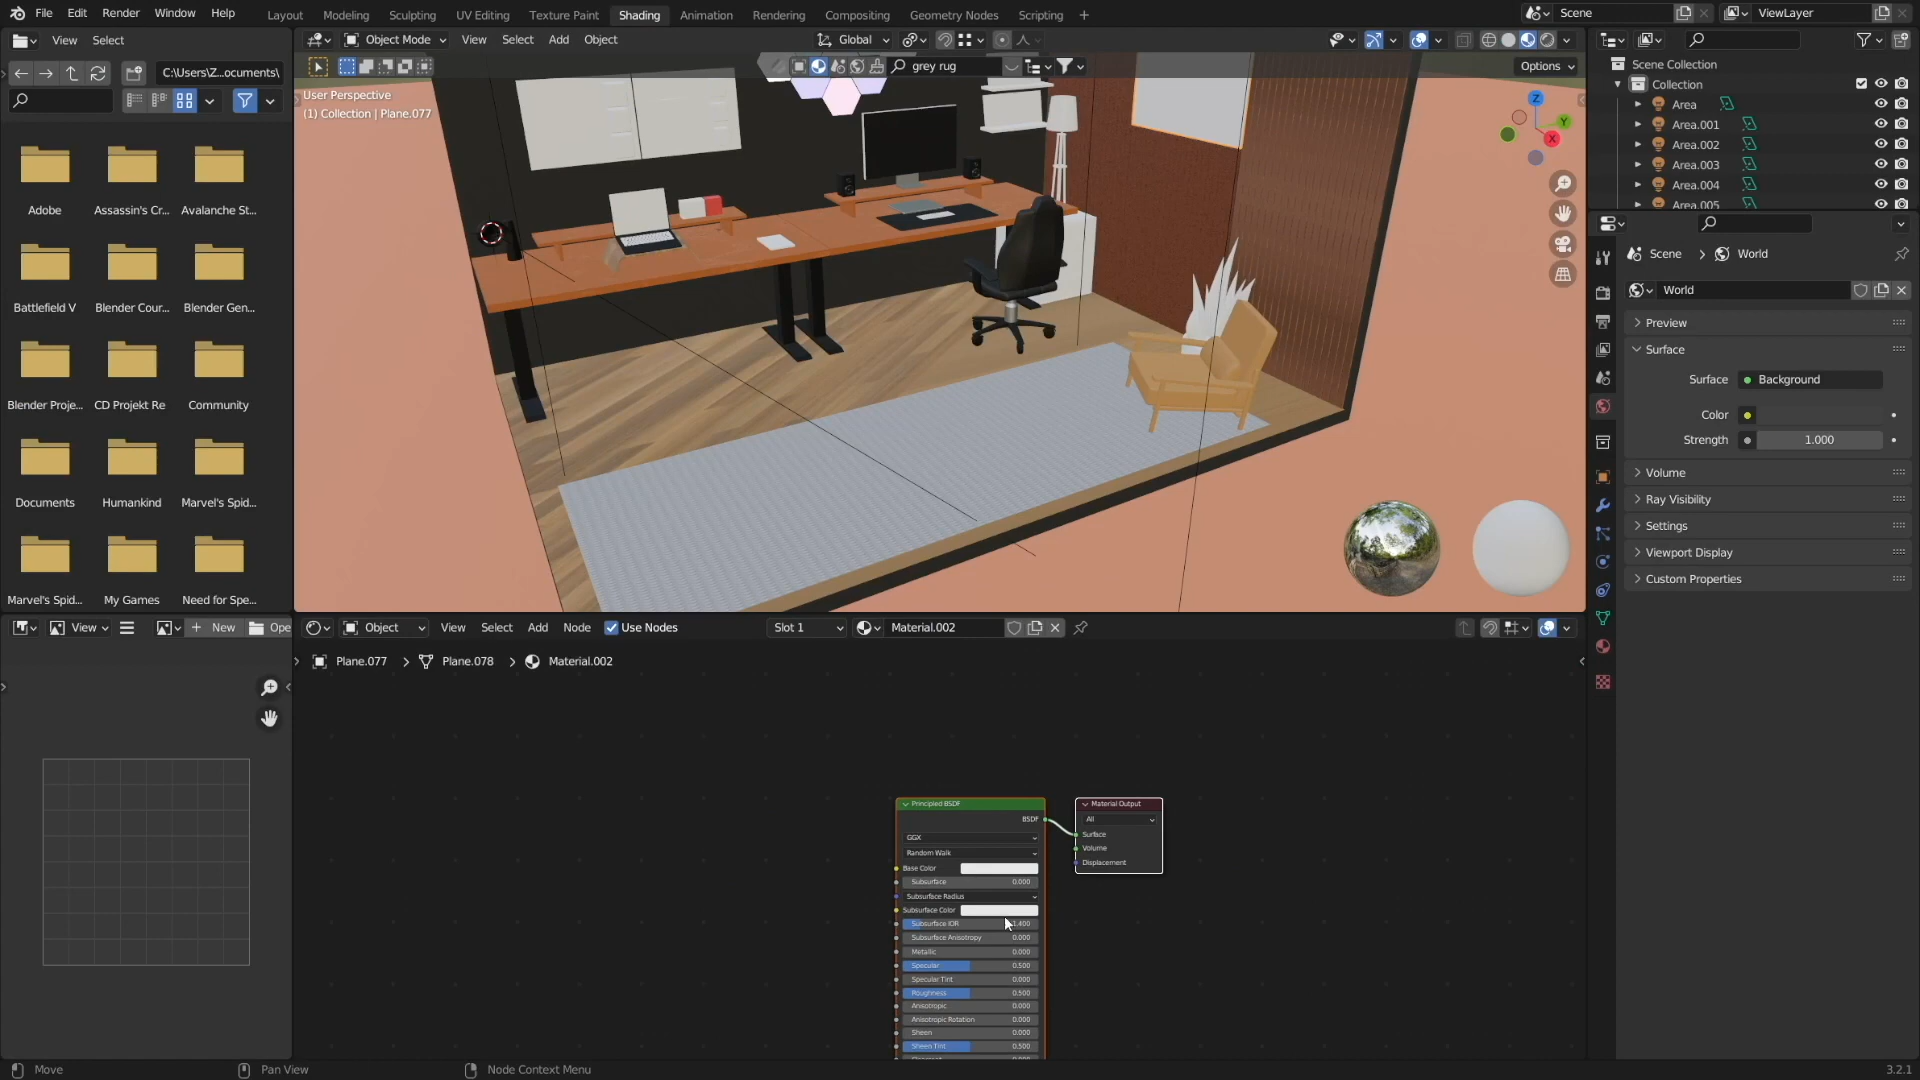 File Edit Render Window Help Layout Modeling Sculpting UV Editing Texture Paint Shading Animation Rendering Compositing Geometry Nodes Scripting + Scene ViewLayer
View Select Object Mode View Select Add Object Global
C:\Users\Z...ocuments\ grey rug Options
User Perspective
(1) Collection | Plane.077
Z
Y
X
Scene Collection
Collection
Area
Area.001
Area.002
Area.003
Area.004
Area.005
Adobe Assassin's Cr... Avalanche St...
Battlefield V Blender Cour... Blender Gen...
Blender Proje... CD Projekt Re Community
Documents Humankind Marvel's Spid...
Marvel's Spid... My Games Need for Spe...
Scene > World
World
Preview
Surface
Surface Background
Color
Strength 1.000
Volume
Ray Visibility
Settings
Viewport Display
Custom Properties
View + New Ope Object View Select Add Node Use Nodes Slot 1 Material.002
Plane.077 > Plane.078 > Material.002
Principled BSDF
BSDF
GGX
Random Walk
Base Color
Subsurface 0.000
Subsurface Radius
Subsurface Color
Subsurface IOR 1.400
Subsurface Anisotropy 0.000
Metallic 0.000
Specular 0.500
Specular Tint 0.000
Roughness 0.500
Anisotropic 0.000
Anisotropic Rotation 0.000
Sheen 0.000
Sheen Tint 0.500
Material Output
All
Surface
Volume
Displacement
Move Pan View Node Context Menu 3.2.1